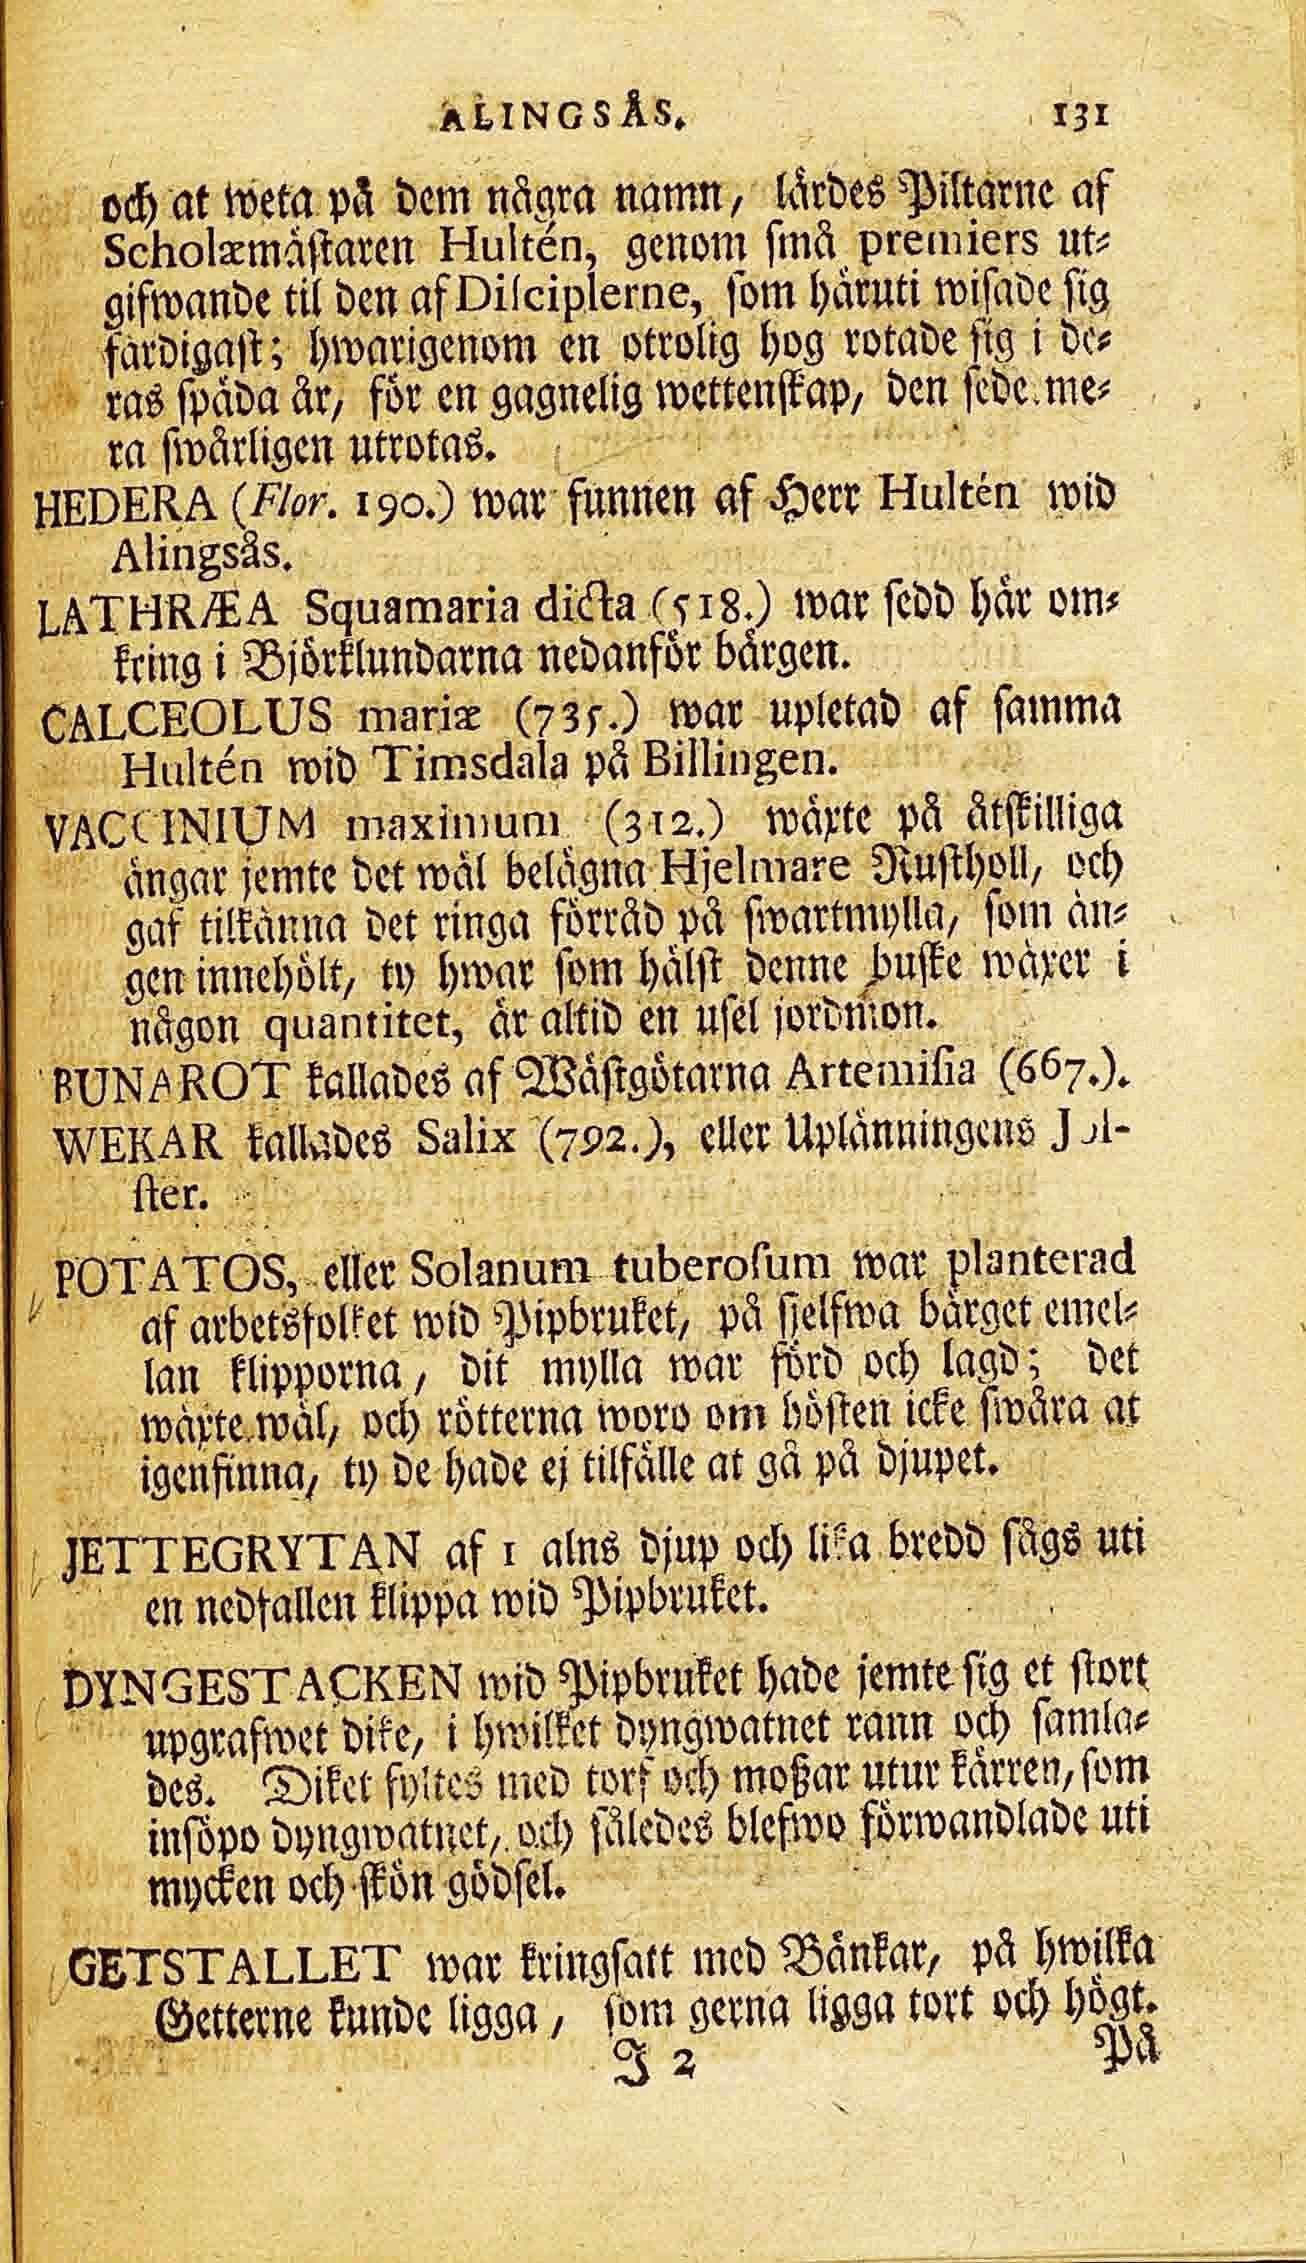 ALINGSÅS. 131
och at weta på dem några namn, lärdes Piltarne af
Scholæmästaren Hultén, genom små premiers ut-
gifwande til den af Disciplerne, som häruti wisade sig
färdigast; hwarigenom en otrolig hog rotade sig i de-
ras späda år, för en gagnelig wettenskap, den sede me-
ra swårligen utrotas.
HEDERA (Flor. 190.) war funnen af Herr Hultén wid
Alingsås.
LATHRÆA Squamaria dicta (518.) war sedd här om-
kring i Björklundarna nedanför bärgen.
CALCEOLUS mariæ (735.) war upletad af samma
Hultén wid Timsdala på Billingen.
VACCINIUM maximum (312.) wäxte på åtskilliga
ängar jemte det wäl belägna Hjelmare Rustholl, och
gaf tilkänna det ringa förråd på swartmylla, som än-
gen innehölt, ty hwar som hälst denne buske wäxer i
någon quantitet, är altid en usel jordmon.
BUNAROT kallades af Wästgötarna Artemisia (667.).
WEKAR kallades Salix (792.), eller Uplänningens Jol-
ster.
POTATOS, eller Solanum tuberosum war planterad
af arbetsfolket wid Pipbruket, på sjelfwa bärget emel-
lan klipporna, dit mylla war förd och lagd; det
wäxte wäl, och rötterna woro om hösten icke swåra at
igenfinna, ty de hade ej tilfälle at gå på djupet.
JETTEGRYTAN af 1 alns djup och lika bredd sågs uti
en nedfallen klippa wid Pipbruket.
DYNGESTACKEN wid Pipbruket hade jemte sig et stort
upgrafwet dike, i hwilket dyngwatnet rann och samla-
des. Diket fyltes med torf och moßar utur kärren, som
insöpo dyngwatnet, och således blefwo förwandlade uti
mycken och skön gödsel.
GETSTALLET war kringsatt med Bänkar, på hwilka
Getterne kunde ligga, som gerna ligga tort och högt.
J 2 På